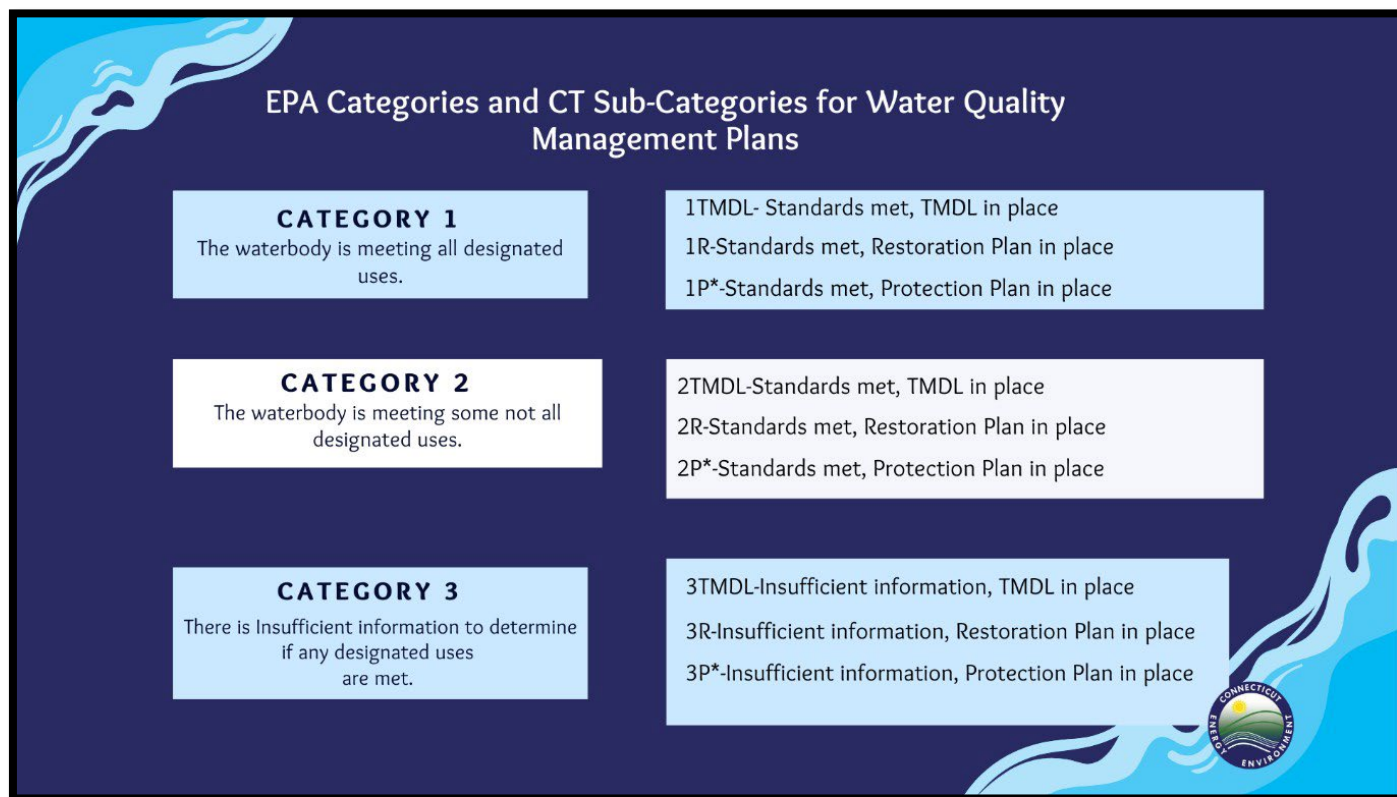 EPA Categories and CT Sub-Categories for Water Quality
Management Plans
CATEGORY 1
The waterbody is meeting all designated
uses.
1TMDL- Standards met, TMDL in place
1R-Standards met, Restoration Plan in place
1P*-Standards met, Protection Plan in place
CATEGORY 2
The waterbody is meeting some not all
designated uses.
2TMDL-Standards met, TMDL in place
2R-Standards met, Restoration Plan in place
2P*-Standards met, Protection Plan in place
CATEGORY 3
There is Insufficient information to determine
if any designated uses
are met.
3TMDL-Insufficient information, TMDL in place
3R-Insufficient information, Restoration Plan in place
3P*-Insufficient information, Protection Plan in place
CONNECTICUT
ENERGY
ENVIRONMENT